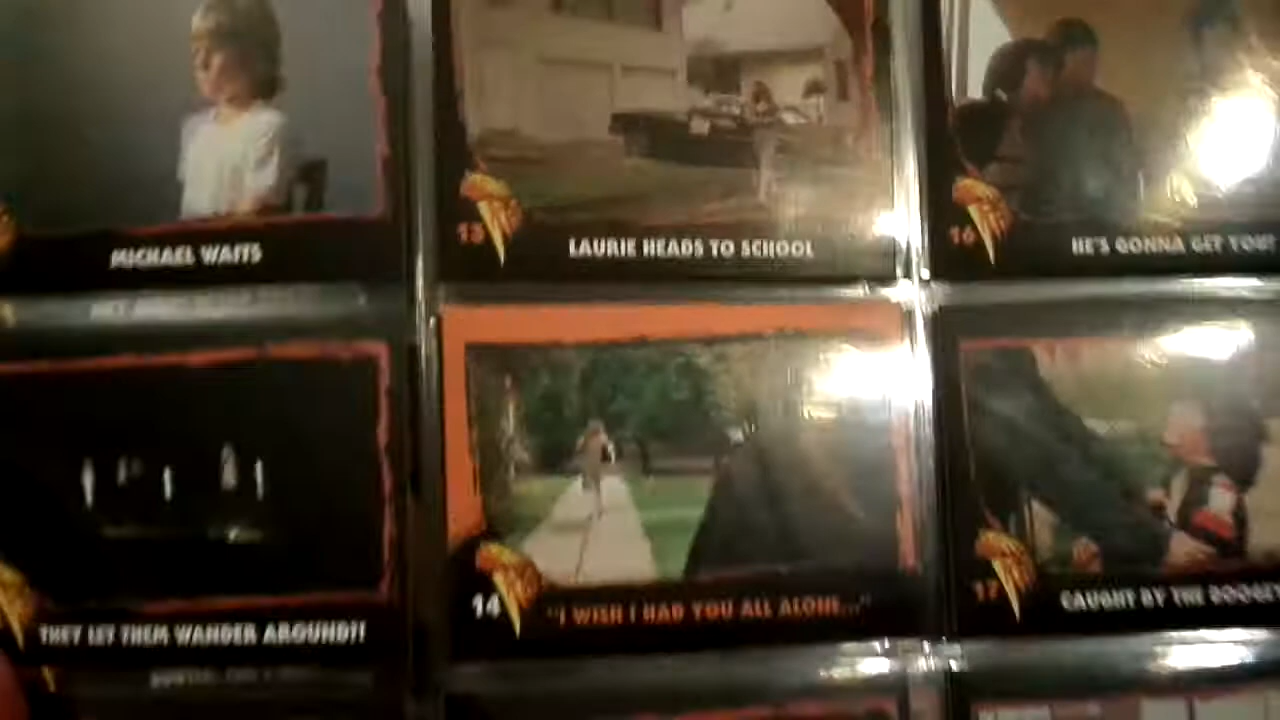 MICHAEL WAITS
13
LAURIE HEADS TO SCHOOL
16
HE'S GONNA GET YOU!
THEY LET THEM WANDER AROUND?!
14
"I WISH I HAD YOU ALL ALONE..."
17
CAUGHT BY THE BOOGEY